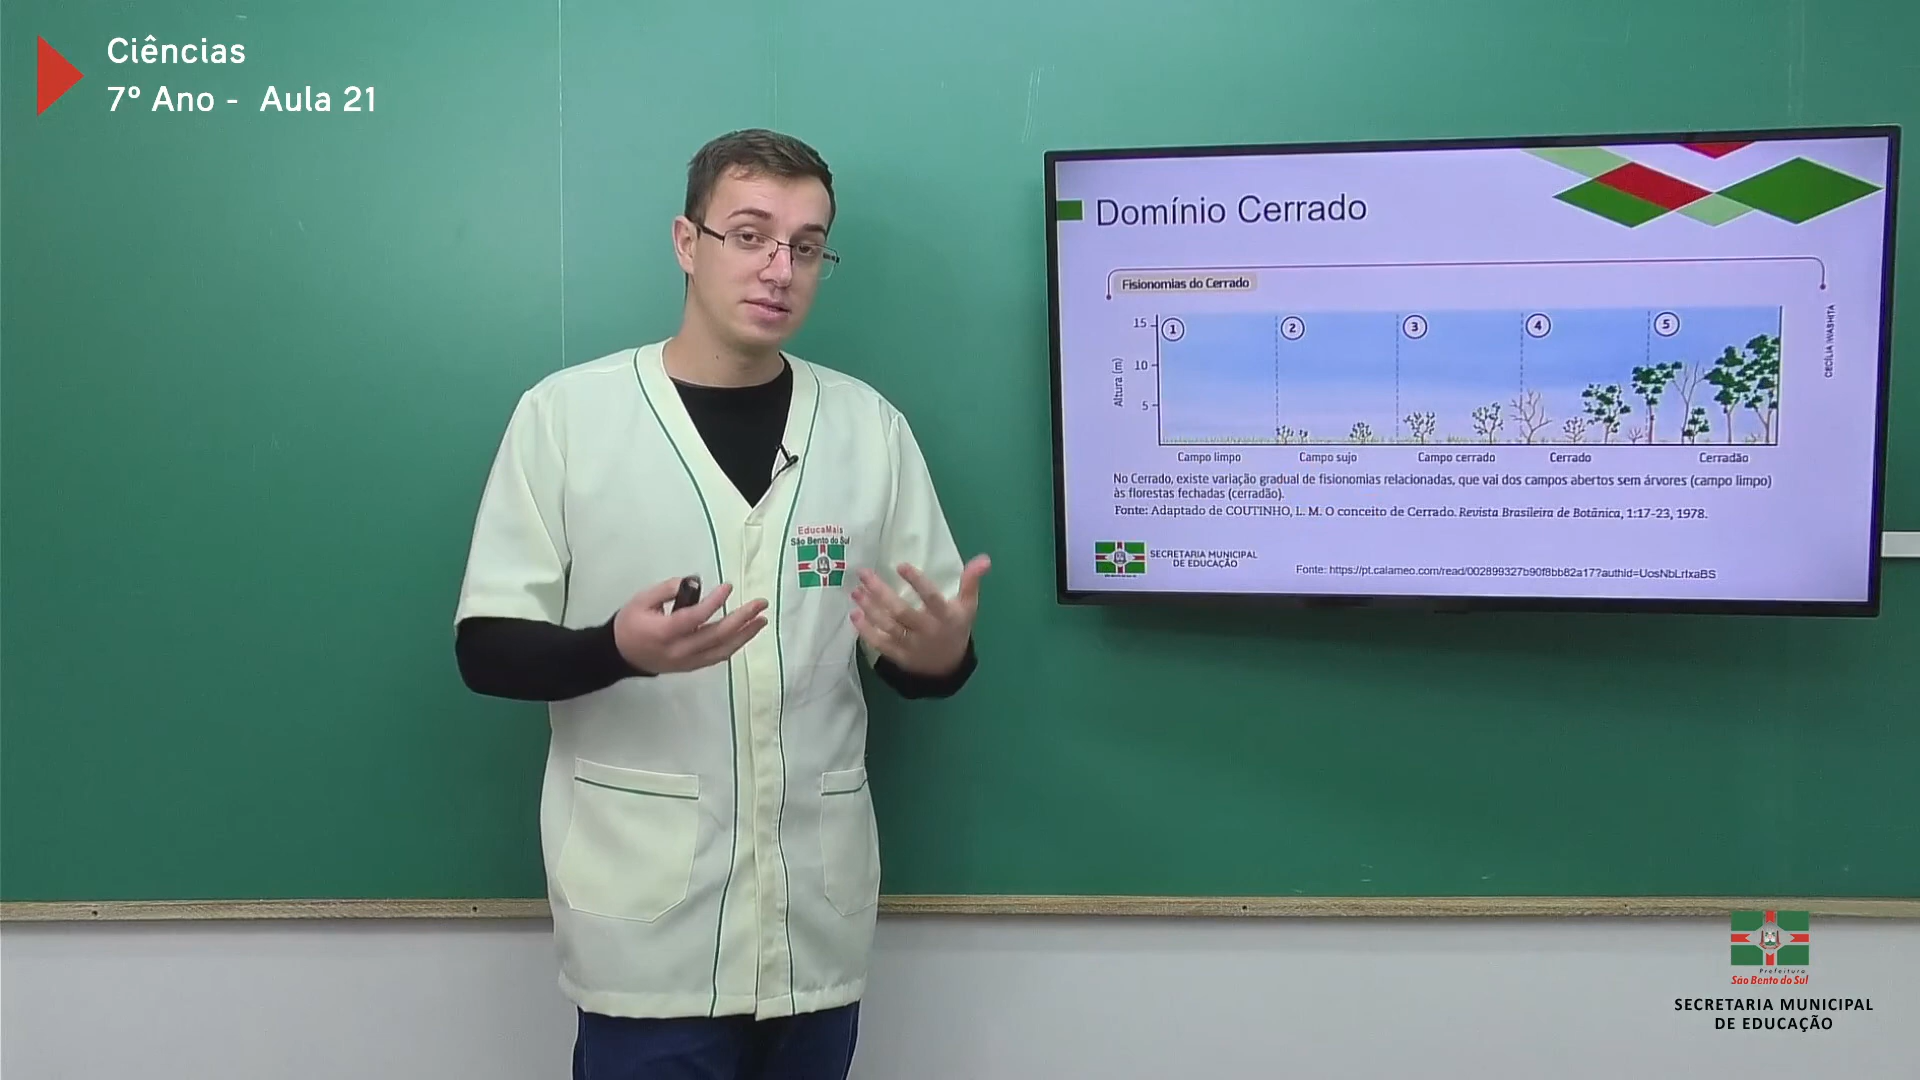 Ciências
7º Ano - Aula 21
EducaMais
São Bento do Sul
Domínio Cerrado
Fisionomias do Cerrado
15
10
5
Altura (m)
1
2
3
4
5
Campo limpo
Campo sujo
Campo cerrado
Cerrado
Cerradão
CECÍLIA IWASHITA
No Cerrado, existe variação gradual de fisionomias relacionadas, que vai dos campos abertos sem árvores (campo limpo)
às florestas fechadas (cerradão).
Fonte: Adaptado de COUTINHO, L. M. O conceito de Cerrado. Revista Brasileira de Botânica, 1:17-23, 1978.
SECRETARIA MUNICIPAL
DE EDUCAÇÃO
Fonte: https://pt.calameo.com/read/002899327b90f8bb82a17?authid=UosNbLrtxaBS
Prefeitura
São Bento do Sul
SECRETARIA MUNICIPAL
DE EDUCAÇÃO